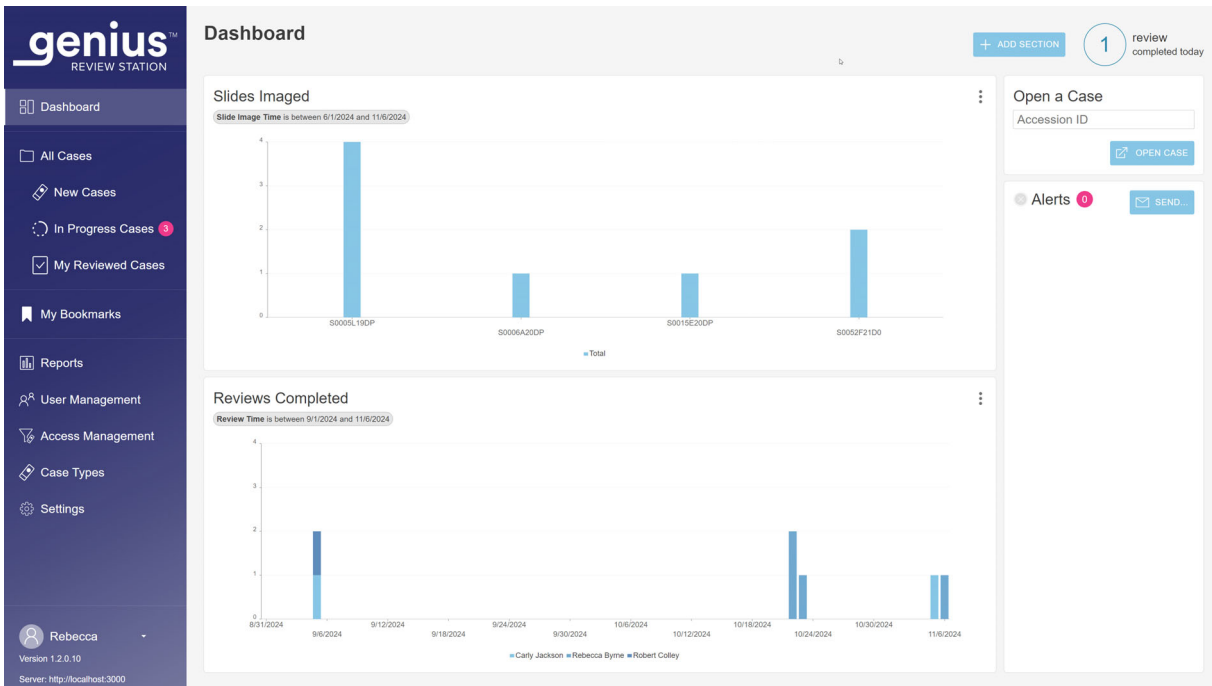 genius™
REVIEW STATION
Dashboard
All Cases
New Cases
In Progress Cases 3
My Reviewed Cases
My Bookmarks
Reports
User Management
Access Management
Case Types
Settings
Rebecca
Version 1.2.0.10
Server: http://localhost:3000
Dashboard
+ ADD SECTION
1
review
completed today
Slides Imaged
Slide Image Time is between 6/1/2024 and 11/6/2024
4
3
2
1
0
S0005L19DP
S0006A20DP
S0015E20DP
S0052F21D0
Total
Reviews Completed
Review Time is between 9/1/2024 and 11/6/2024
4
3
2
1
0
8/31/2024
9/6/2024
9/12/2024
9/18/2024
9/24/2024
9/30/2024
10/6/2024
10/12/2024
10/18/2024
10/24/2024
10/30/2024
11/6/2024
Carly Jackson Rebecca Byrne Robert Colley
Open a Case
Accession ID
OPEN CASE
Alerts 0
SEND...